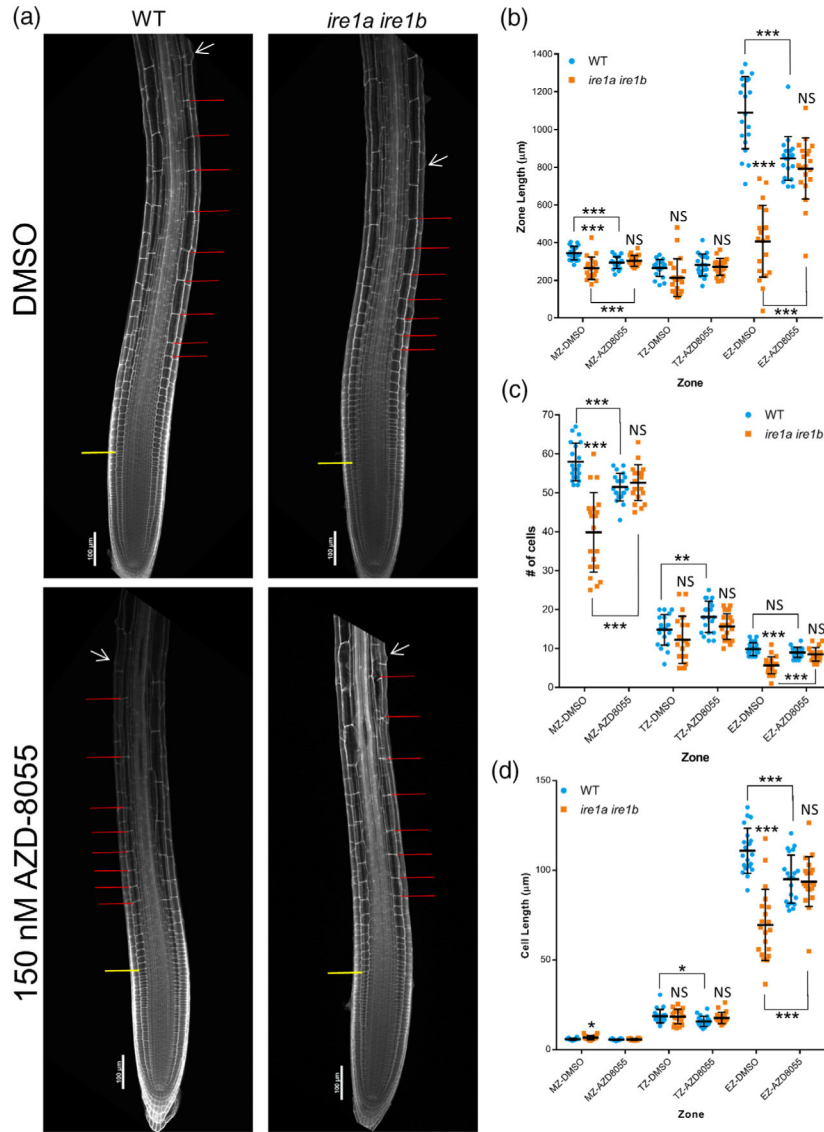 (a)
WT
ire1a ire1b
DMSO
100 µm
100 µm
150 nM AZD-8055
100 µm
100 µm
(b)
***
WT
ire1a ire1b
NS
***
***
***
NS
NS
NS
***
***
Zone Length (µm)
1400
1200
1000
800
600
400
200
0
MZ-DMSO
MZ-AZD8055
TZ-DMSO
TZ-AZD8055
EZ-DMSO
EZ-AZD8055
Zone
(c)
WT
ire1a ire1b
***
***
NS
**
NS
NS
NS
***
NS
***
***
# of cells
70
60
50
40
30
20
10
0
MZ-DMSO
MZ-AZD8055
TZ-DMSO
TZ-AZD8055
EZ-DMSO
EZ-AZD8055
Zone
(d)
WT
ire1a ire1b
***
***
NS
*
NS
NS
*
***
Cell Length (µm)
150
100
50
0
MZ-DMSO
MZ-AZD8055
TZ-DMSO
TZ-AZD8055
EZ-DMSO
EZ-AZD8055
Zone